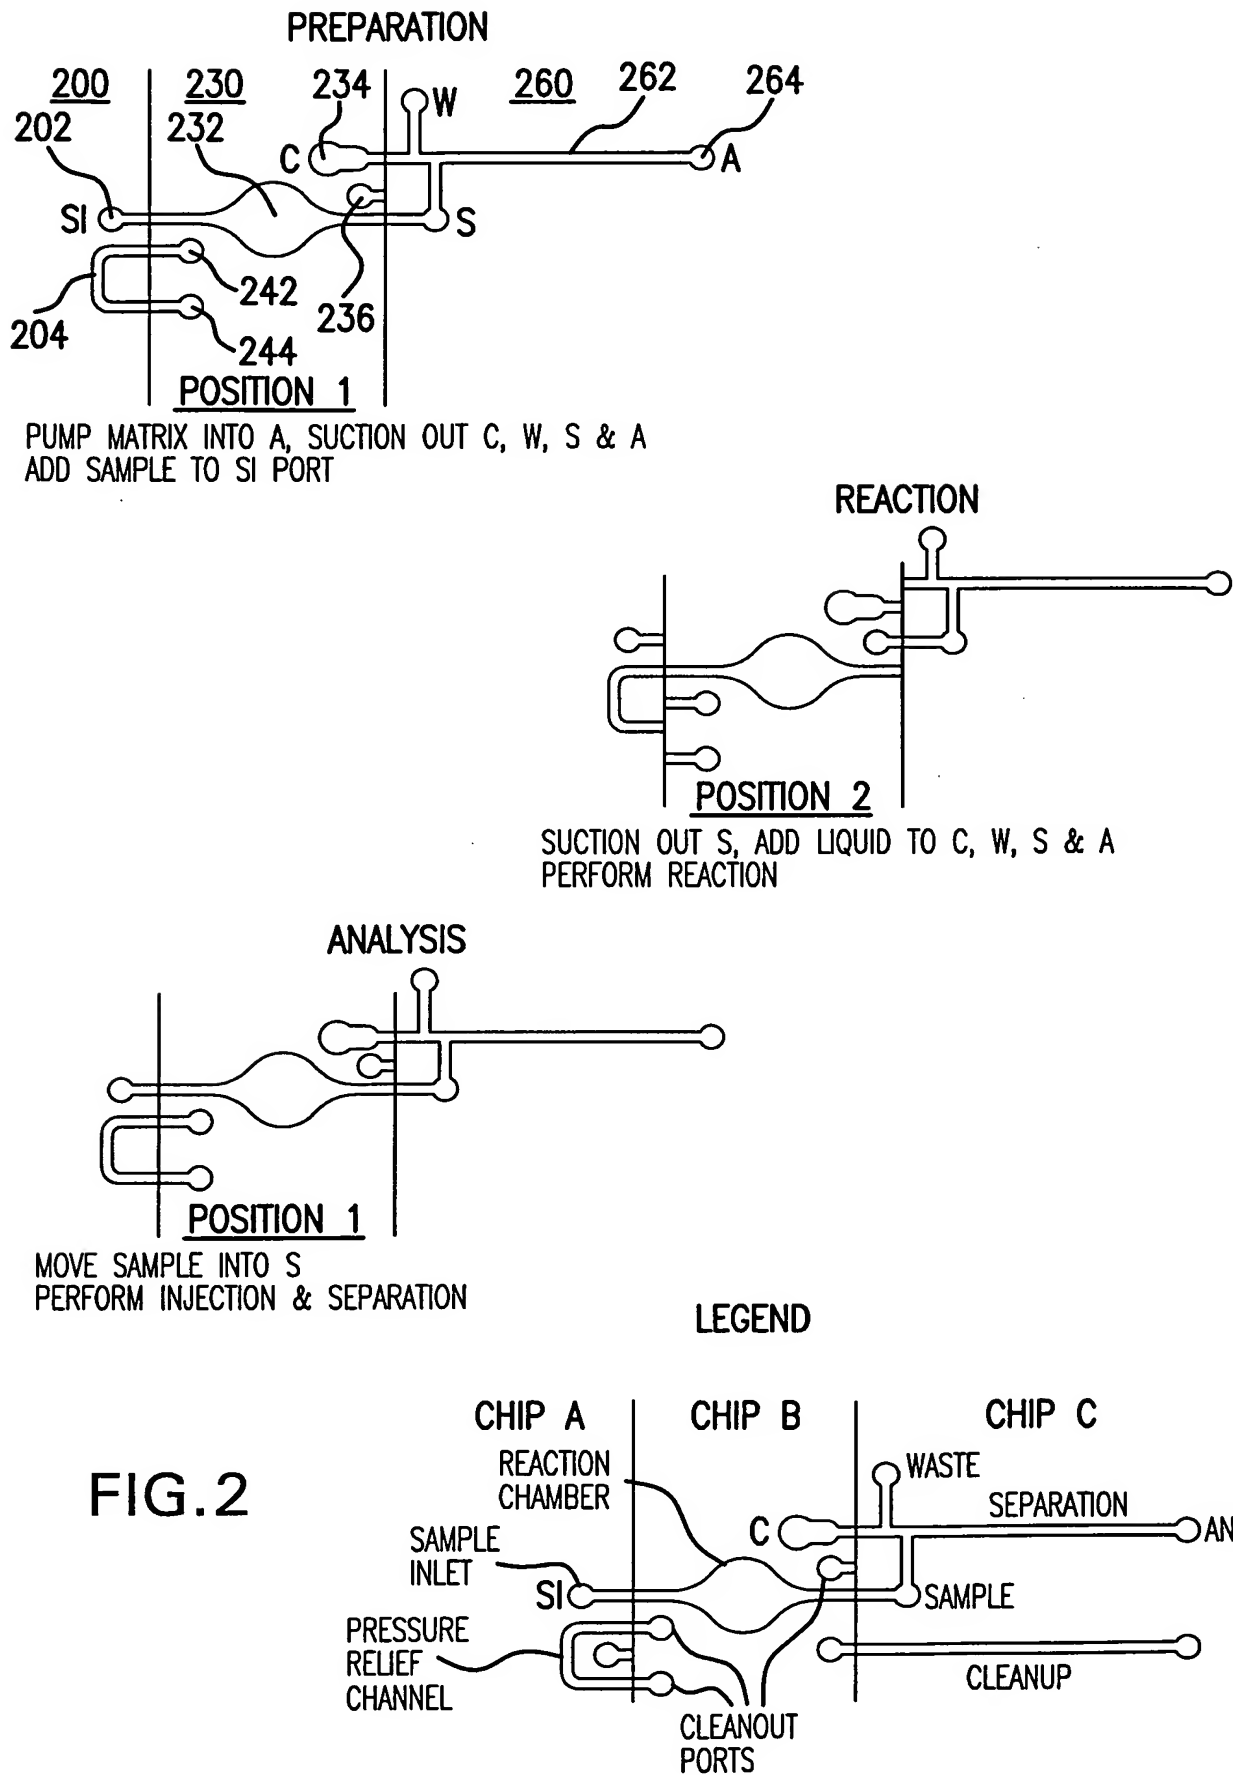 PREPARATION
200
230
234
W
260
262
264
202
232
C
A
SI
S
242
236
204
244
POSITION 1
PUMP MATRIX INTO A, SUCTION OUT C, W, S & A
ADD SAMPLE TO SI PORT
REACTION
POSITION 2
SUCTION OUT S, ADD LIQUID TO C, W, S & A
PERFORM REACTION
ANALYSIS
POSITION 1
MOVE SAMPLE INTO S
PERFORM INJECTION & SEPARATION
LEGEND
CHIP A
CHIP B
CHIP C
REACTION
CHAMBER
WASTE
SEPARATION
FIG.2
C
AN
SAMPLE
INLET
SI
SAMPLE
PRESSURE
RELIEF
CHANNEL
CLEANUP
CLEANOUT
PORTS